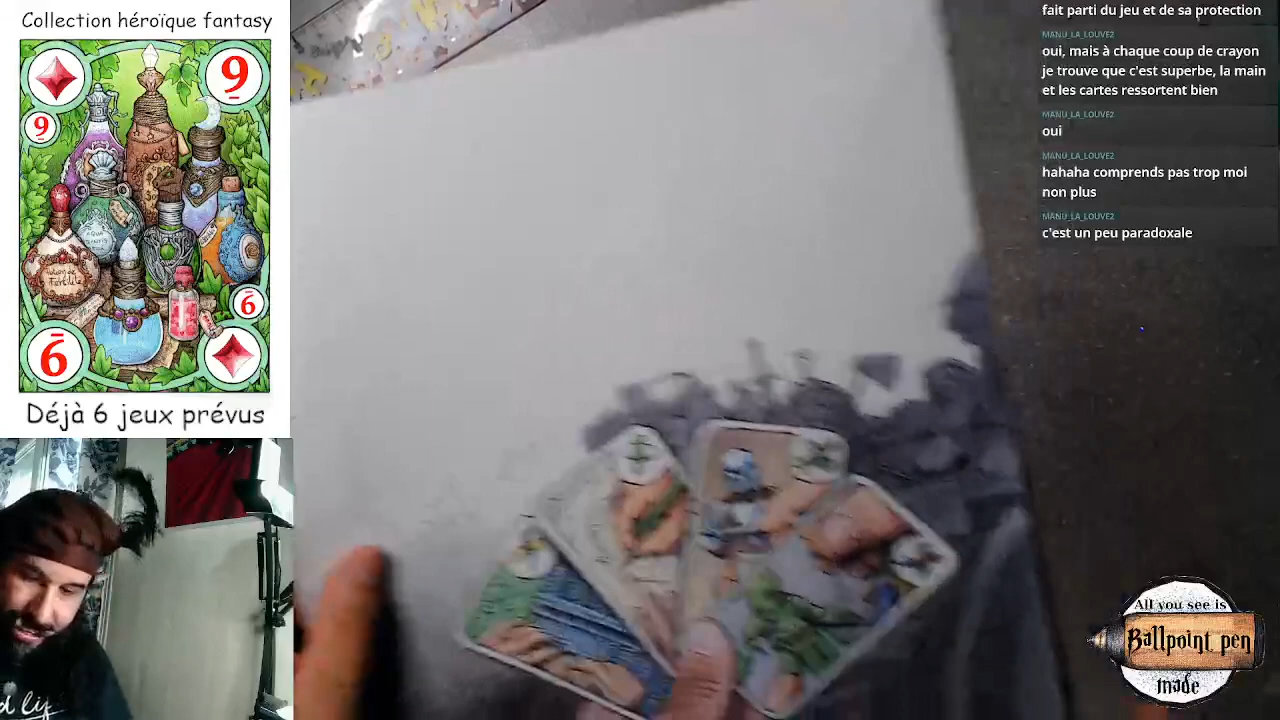 Collection héroïque fantasy
9
9
Potion de
Fertilité
6
6
Déjà 6 jeux prévus
fait parti du jeu et de sa protection
MANU_LA_LOUVE2
oui, mais à chaque coup de crayon
je trouve que c'est superbe, la main
et les cartes ressortent bien
MANU_LA_LOUVE2
oui
MANU_LA_LOUVE2
hahaha comprends pas trop moi
non plus
MANU_LA_LOUVE2
c'est un peu paradoxale
All you see is
Ballpoint pen
made